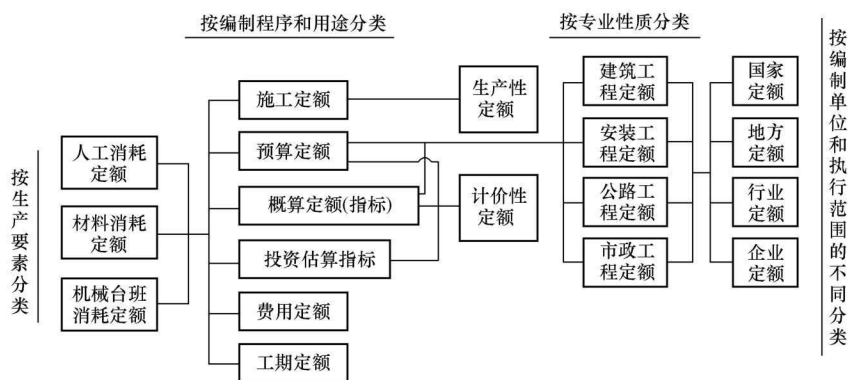 按编制程序和用途分类
按专业性质分类
按生产要素分类
人工消耗
定额
材料消耗
定额
机械台班
消耗定额
施工定额
预算定额
概算定额(指标)
投资估算指标
费用定额
工期定额
生产性
定额
计价性
定额
建筑工
程定额
安装工
程定额
公路工
程定额
市政工
程定额
国家
定额
地方
定额
行业
定额
企业
定额
按编制单位和执行范围的不同分类